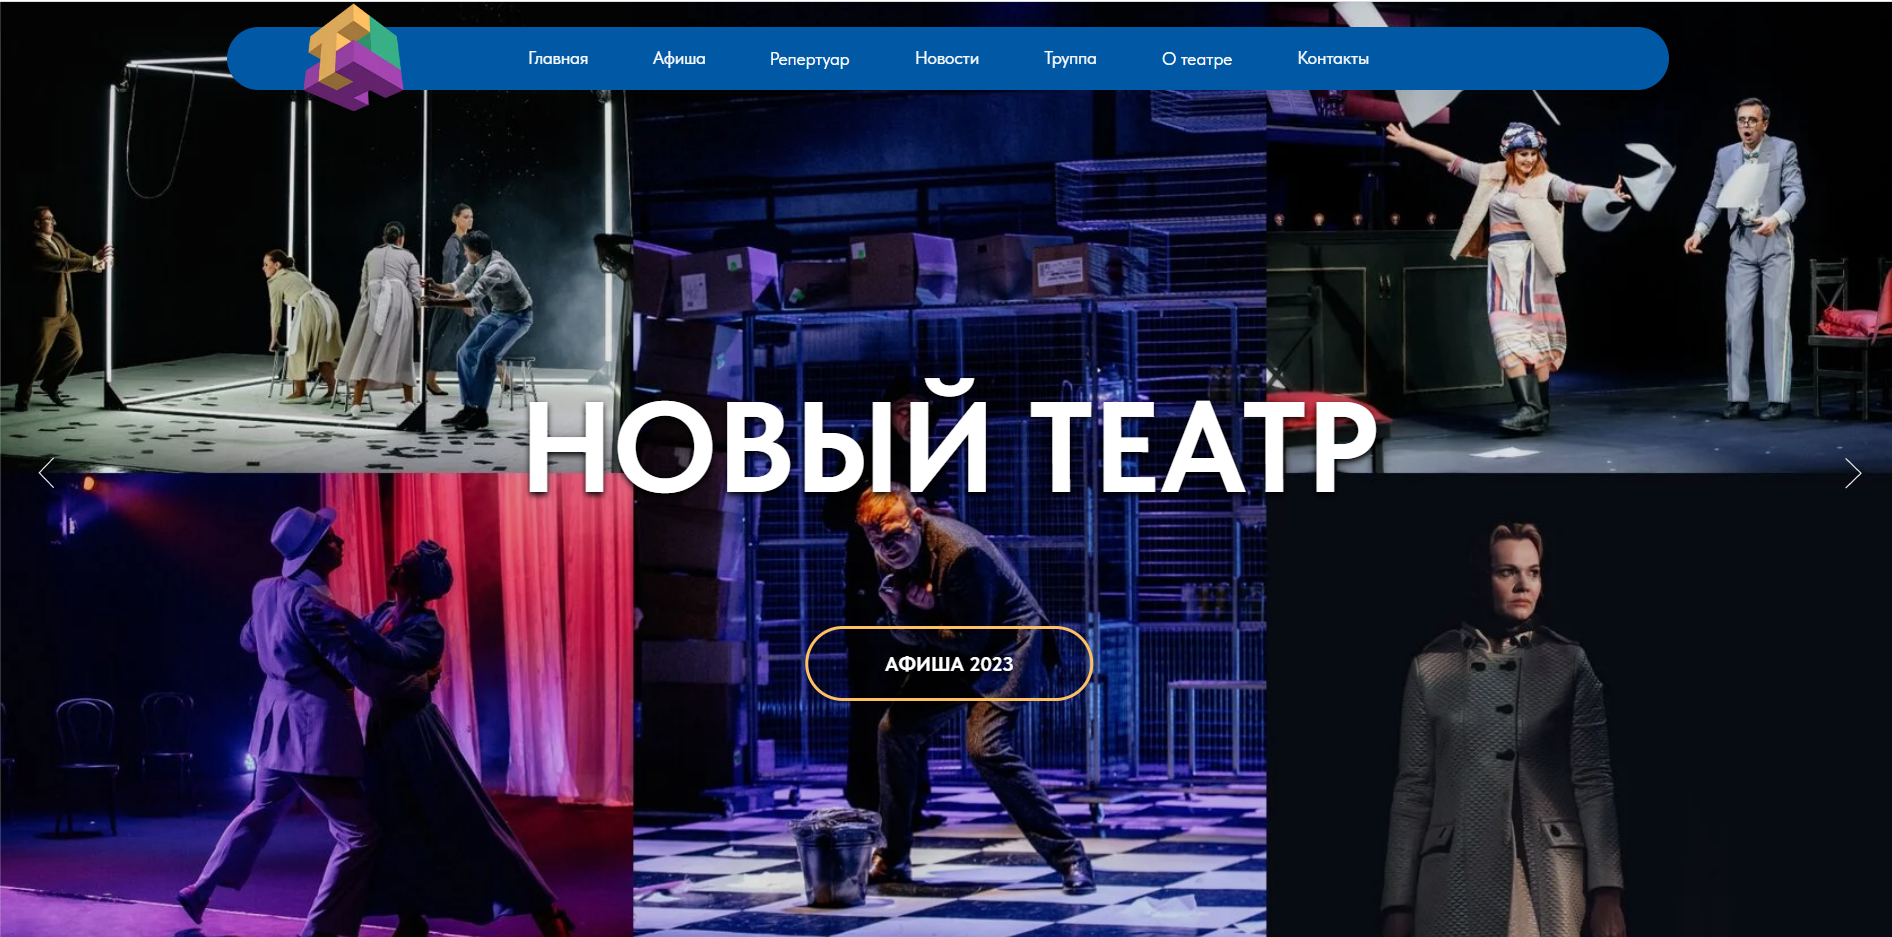 Главная
Афиша
Репертуар
Новости
Труппа
О театре
Контакты
НОВЫЙ ТЕАТР
АФИША 2023